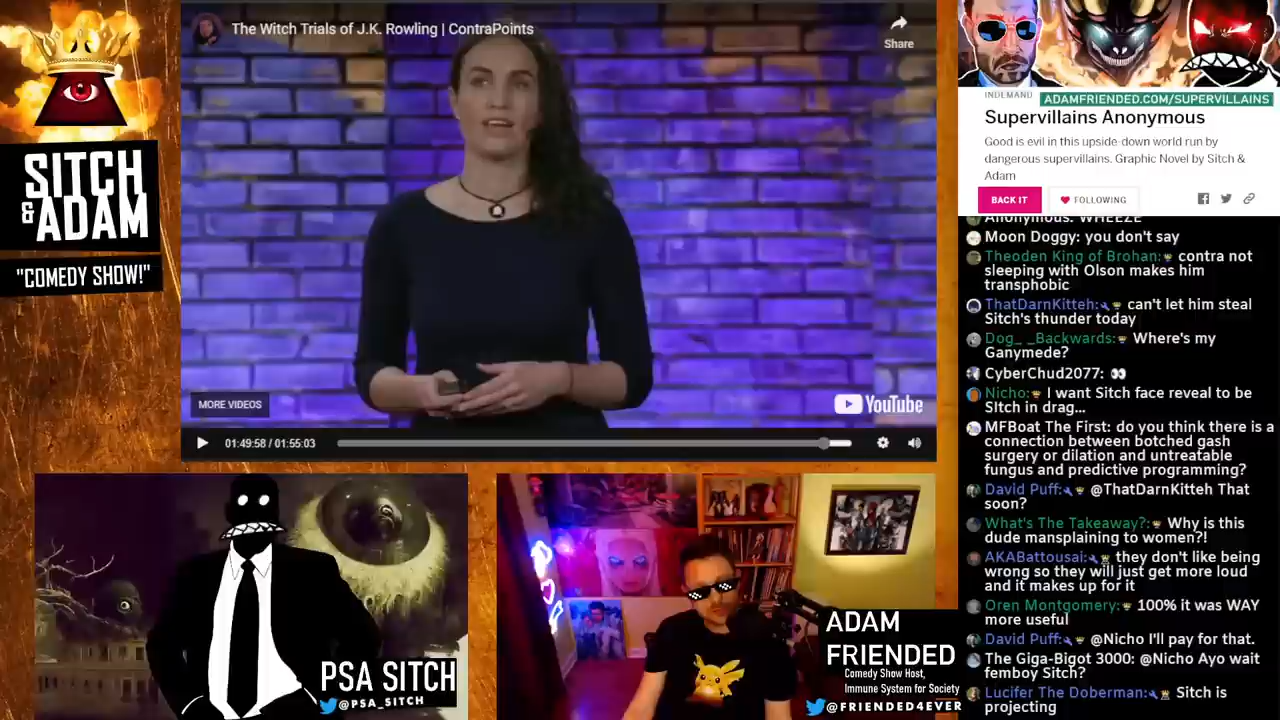 SITCH
& ADAM
"COMEDY SHOW!"
The Witch Trials of J.K. Rowling | ContraPoints
Share
MORE VIDEOS
YouTube
01:49:58 / 01:55:03
INDEMAND
ADAMFRIENDED.COM/SUPERVILLAINS
Supervillains Anonymous
Good is evil in this upside-down world run by
dangerous supervillains. Graphic Novel by Sitch &
Adam
BACK IT
FOLLOWING
Anonymous: WHEEZE
Moon Doggy: you don't say
Theoden King of Brohan: contra not
sleeping with Olson makes him
transphobic
ThatDarnKitteh: can't let him steal
Sitch's thunder today
Dog_ _Backwards: Where's my
Ganymede?
CyberChud2077: 👀
Nicho: I want Sitch face reveal to be
SItch in drag...
MFBoat The First: do you think there is a
connection between botched gash
surgery or dilation and untreatable
fungus and predictive programming?
David Puff: @ThatDarnKitteh That
soon?
What's The Takeaway?: Why is this
dude mansplaining to women?!
AKABattousai: they don't like being
wrong so they will just get more loud
and it makes up for it
Oren Montgomery: 100% it was WAY
more useful
David Puff: @Nicho I'll pay for that.
The Giga-Bigot 3000: @Nicho Ayo wait
femboy Sitch?
Lucifer The Doberman: Sitch is
projecting
PSA SITCH
@PSA_SITCH
ADAM
FRIENDED
Comedy Show Host,
Immune System for Society
@FRIENDED4EVER